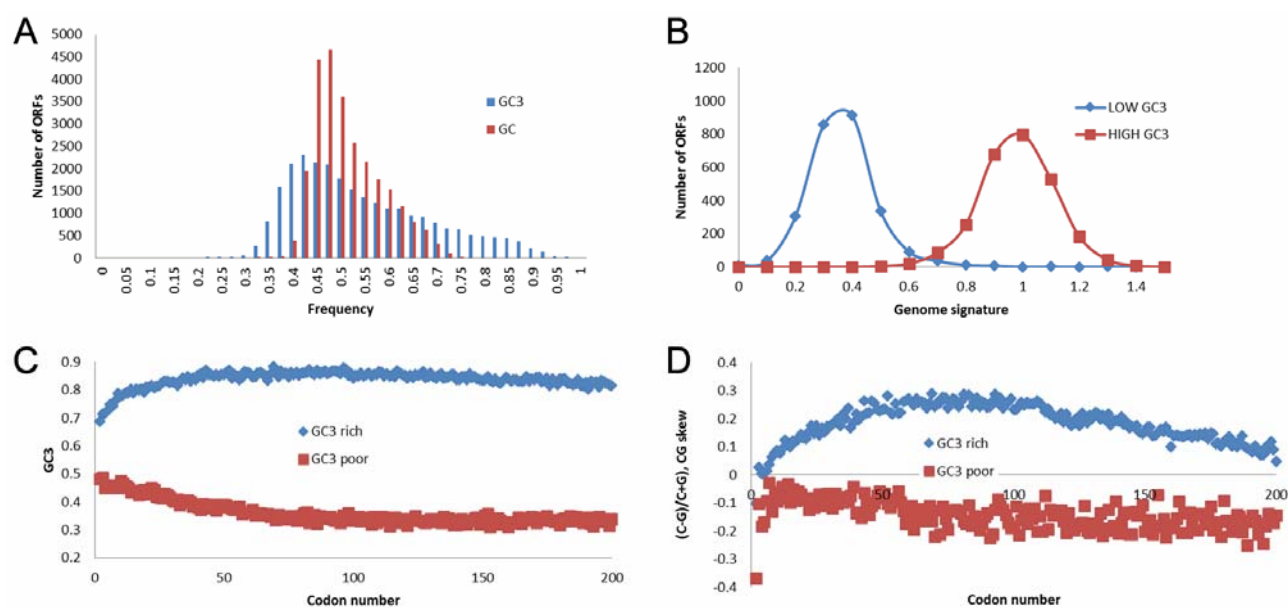 A
5000
4500
4000
3500
3000
2500
2000
1500
1000
500
0
Number of ORFs
GC3
GC
0 0.05 0.1 0.15 0.2 0.25 0.3 0.35 0.4 0.45 0.5 0.55 0.6 0.65 0.7 0.75 0.8 0.85 0.9 0.95 1
Frequency
B
1200
1000
800
600
400
200
0
Number of ORFs
LOW GC3
HIGH GC3
0 0.2 0.4 0.6 0.8 1 1.2 1.4
Genome signature
C
0.9
0.8
0.7
0.6
0.5
0.4
0.3
0.2
GC3
GC3 rich
GC3 poor
0 50 100 150 200
Codon number
D
0.4
0.3
0.2
0.1
0
-0.1
-0.2
-0.3
-0.4
(C-G)/C+G), CG skew
GC3 rich
GC3 poor
0 50 100 150 200
Codon number